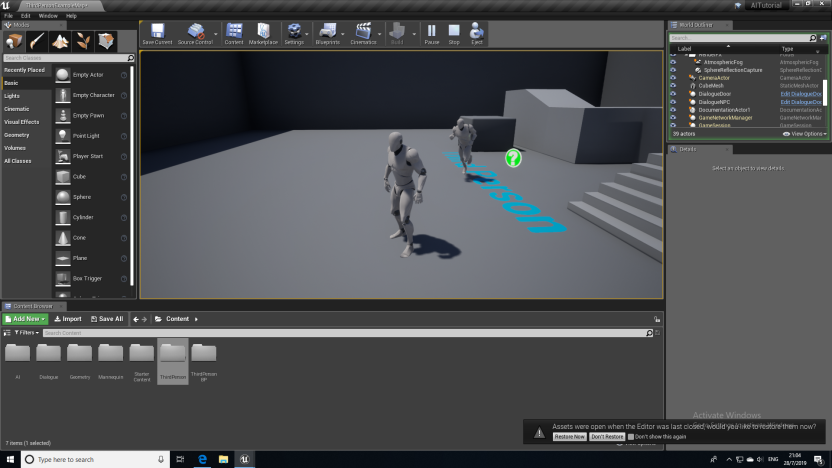 ThirdPersonExampleMap
AITutorial
File Edit Window Help
Modes
World Outliner
Search Classes
Recently Placed
Basic
Lights
Cinematic
Visual Effects
Geometry
Volumes
All Classes
Empty Actor
Empty Character
Empty Pawn
Point Light
Player Start
Cube
Sphere
Cylinder
Cone
Plane
Box Trigger
Save Current
Source Control
Content
Marketplace
Settings
Blueprints
Cinematics
Build
Pause
Stop
Eject
Search...
Label Type
AtmosphericFog AtmosphericFog
SphereReflectionCapture SphereReflectionC
CameraActor CameraActor
CubeMesh StaticMeshActor
DialogueDoor Edit DialogueDoo
DialogueNPC Edit DialogueDoo
DocumentationActor1 DocumentationAc
GameNetworkManager GameNetworkMan
GameSession GameSession
39 actors
View Options
Details
Select an object to view details
?
Content Browser
Add New
Import
Save All
Content
Filters
Search Content
AI
Dialogue
Geometry
Mannequin
Starter Content
ThirdPerson
ThirdPerson BP
7 items (1 selected)
Activate Windows
Assets were open when the Editor was last closed, would you like to restore them now?
Restore Now
Don't Restore
Don't show this again
Type here to search
ENG
21:04
28/7/2019